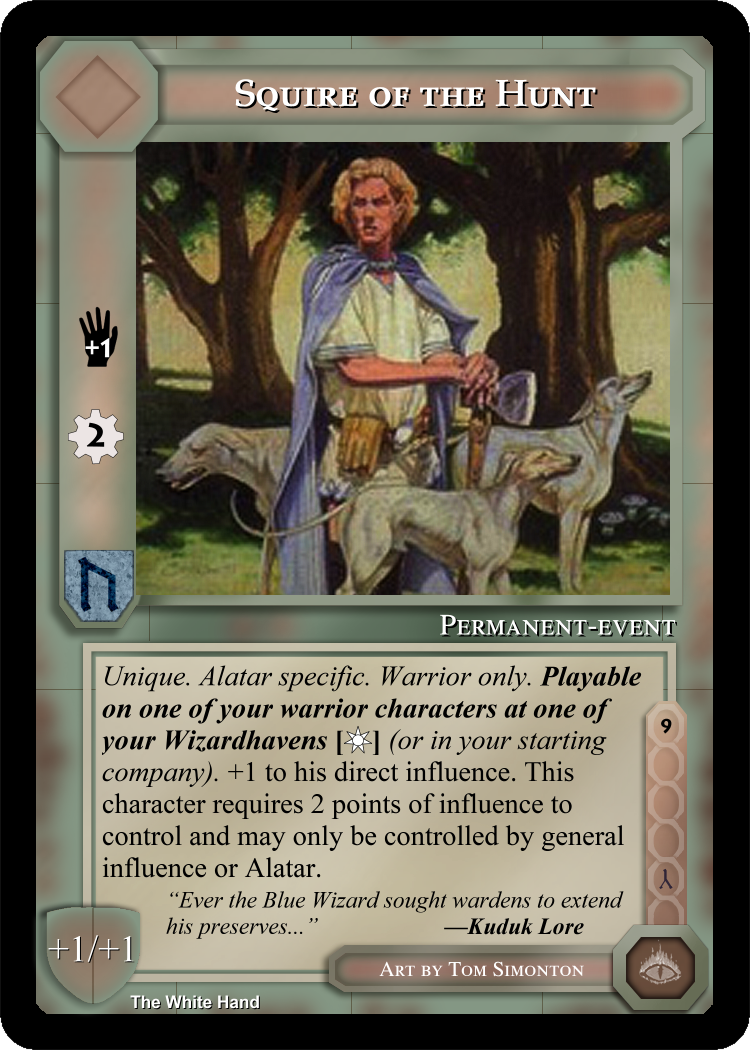 Squire of the Hunt
+1
2
Permanent-event
Unique. Alatar specific. Warrior only. Playable
on one of your warrior characters at one of
your Wizardhavens [] (or in your starting
company). +1 to his direct influence. This
character requires 2 points of influence to
control and may only be controlled by general
influence or Alatar.
“Ever the Blue Wizard sought wardens to extend
his preserves...” —Kuduk Lore
9
+1/+1
Art by Tom Simonton
The White Hand